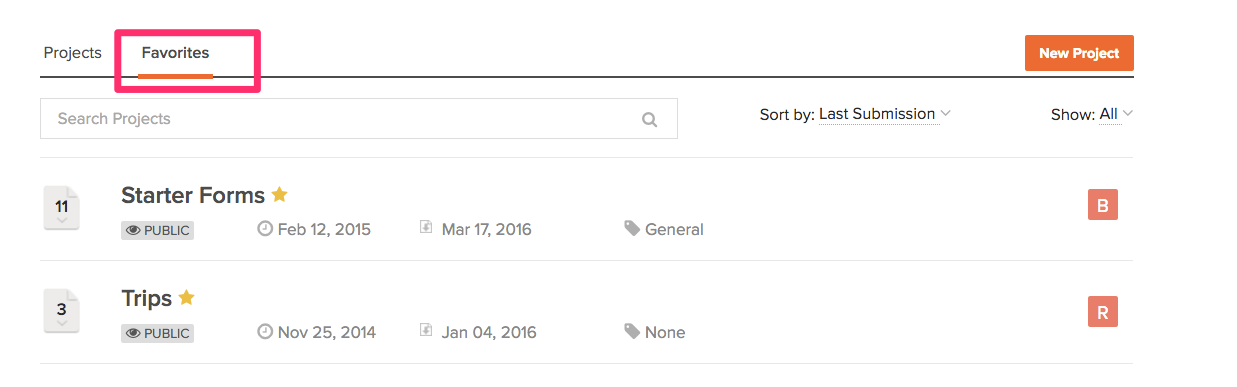 Projects Favorites New Project
Search Projects Sort by: Last Submission Show: All
11 Starter Forms B
PUBLIC Feb 12, 2015 Mar 17, 2016 General
3 Trips R
PUBLIC Nov 25, 2014 Jan 04, 2016 None